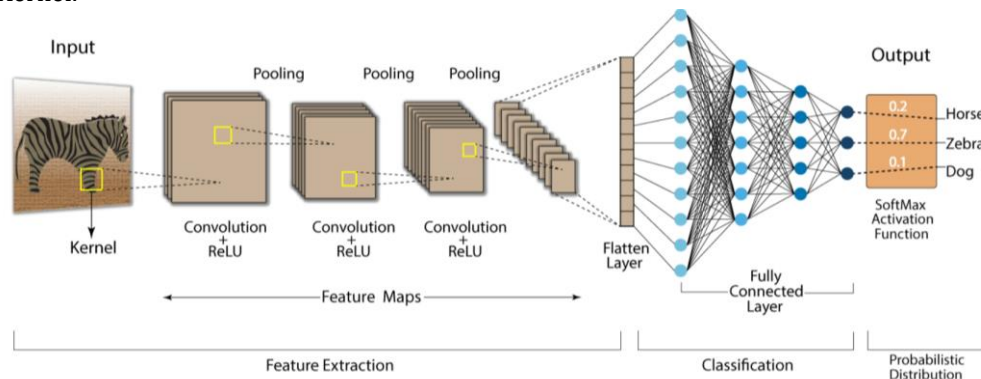 Input
Pooling
Pooling
Pooling
Output
0.2
Horse
0.7
Zebra
0.1
Dog
Kernel
Convolution
+
ReLU
Convolution
+
ReLU
Convolution
+
ReLU
Flatten
Layer
SoftMax
Activation
Function
Feature Maps
Fully
Connected
Layer
Feature Extraction
Classification
Probabilistic
Distribution